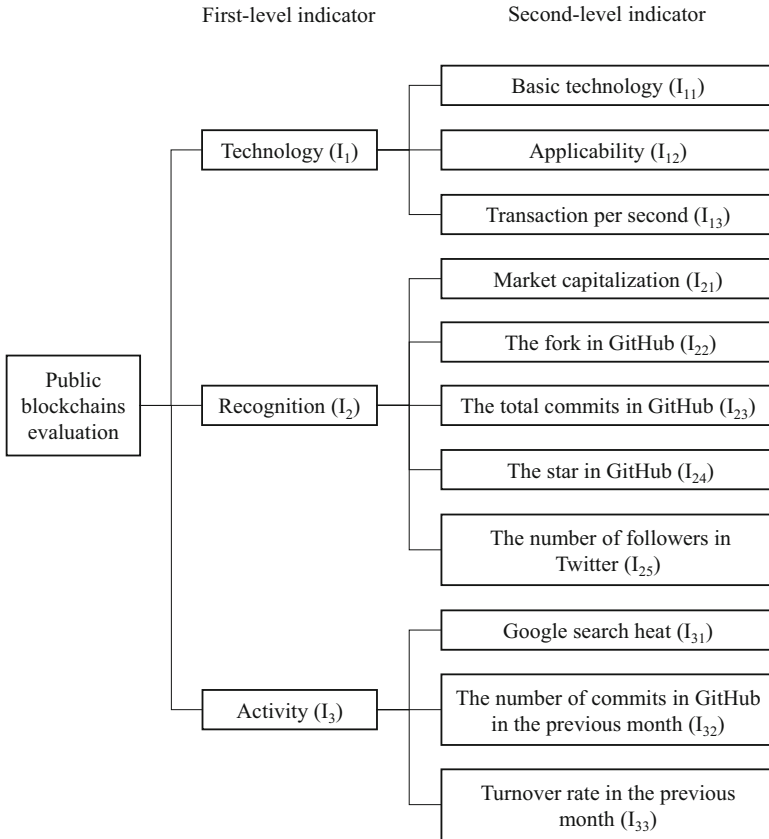 First-level indicator
Second-level indicator
Public
blockchains
evaluation
Technology (I₁)
Basic technology (I₁₁)
Applicability (I₁₂)
Transaction per second (I₁₃)
Recognition (I₂)
Market capitalization (I₂₁)
The fork in GitHub (I₂₂)
The total commits in GitHub (I₂₃)
The star in GitHub (I₂₄)
The number of followers in
Twitter (I₂₅)
Activity (I₃)
Google search heat (I₃₁)
The number of commits in GitHub
in the previous month (I₃₂)
Turnover rate in the previous
month (I₃₃)